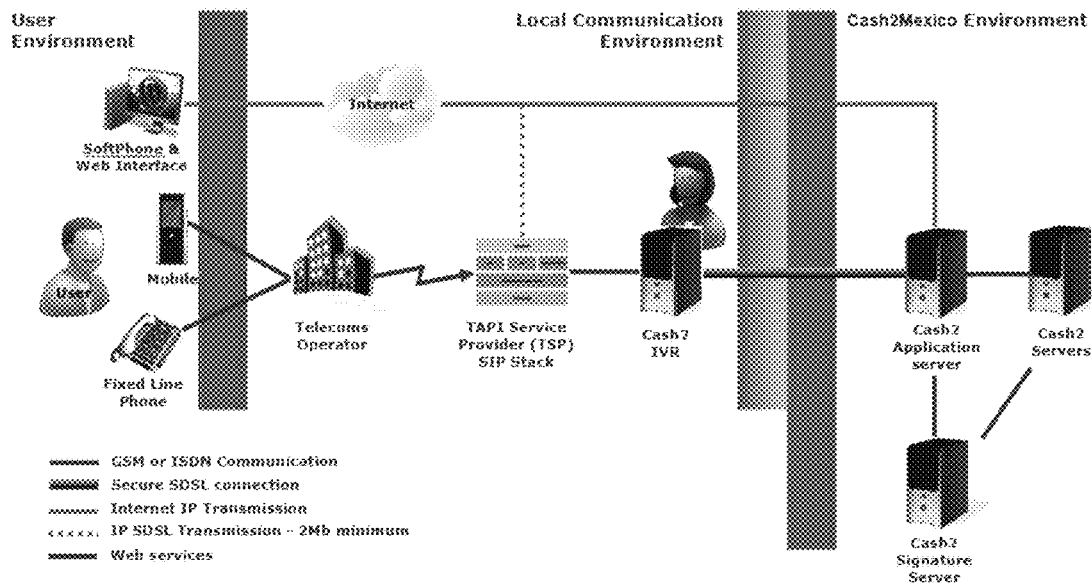 User
Environment
Local Communication
Environment
Cash2Mexico Environment
Internet
SoftPhone &
Web Interface
User
Mobile
Fixed Line
Phone
Telecoms
Operator
TAPI Service
Provider (TSP)
SIP Stack
Cash2
IVR
Cash2
Application
server
Cash2
Servers
Cash2
Signature
Server
GSM or ISDN Communication
Secure SDSL connection
Internet IP Transmission
IP SDSL Transmission - 2Mb minimum
Web services